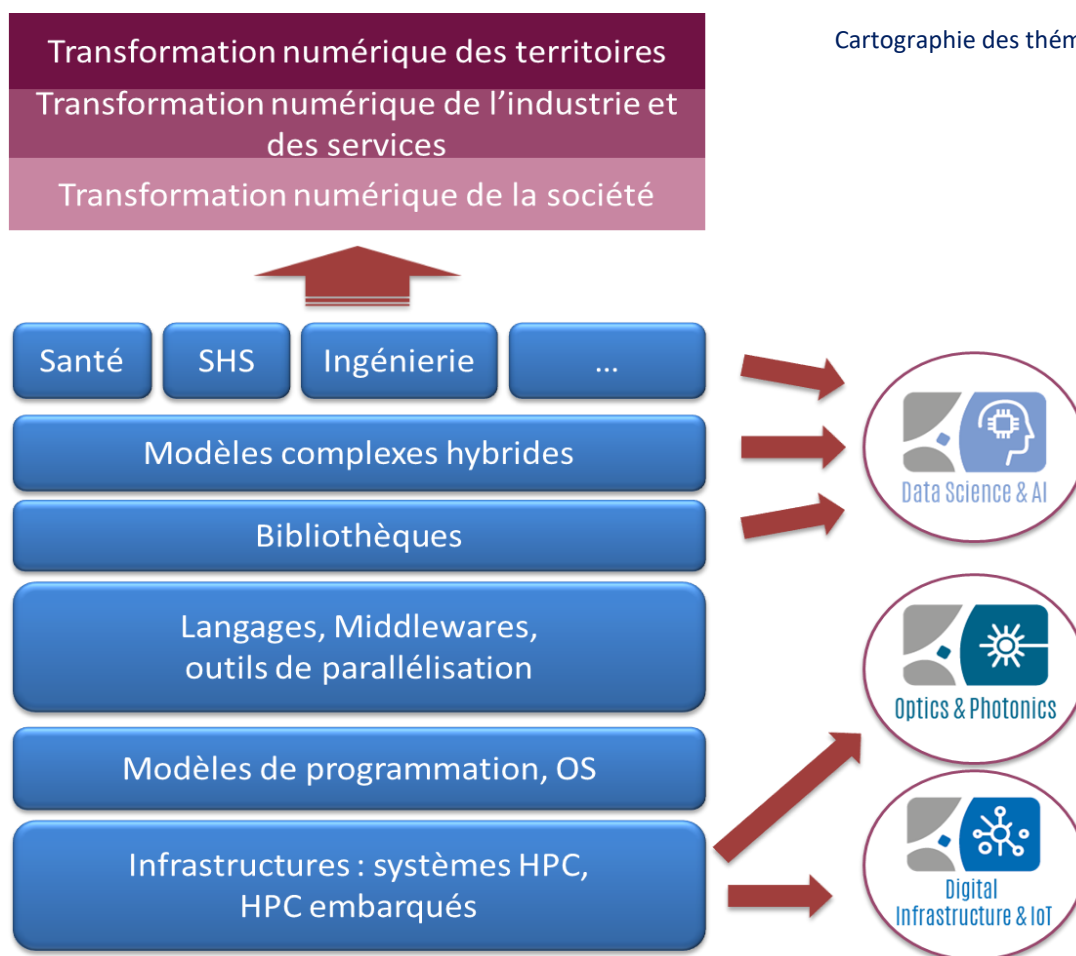 Cartographie des thém
Transformation numérique des territoires
Transformation numérique de l’industrie et
des services
Transformation numérique de la société
Santé
SHS
Ingénierie
...
Modèles complexes hybrides
Bibliothèques
Langages, Middlewares,
outils de parallélisation
Modèles de programmation, OS
Infrastructures : systèmes HPC,
HPC embarqués
Data Science & AI
Optics & Photonics
Digital
Infrastructure & IoT